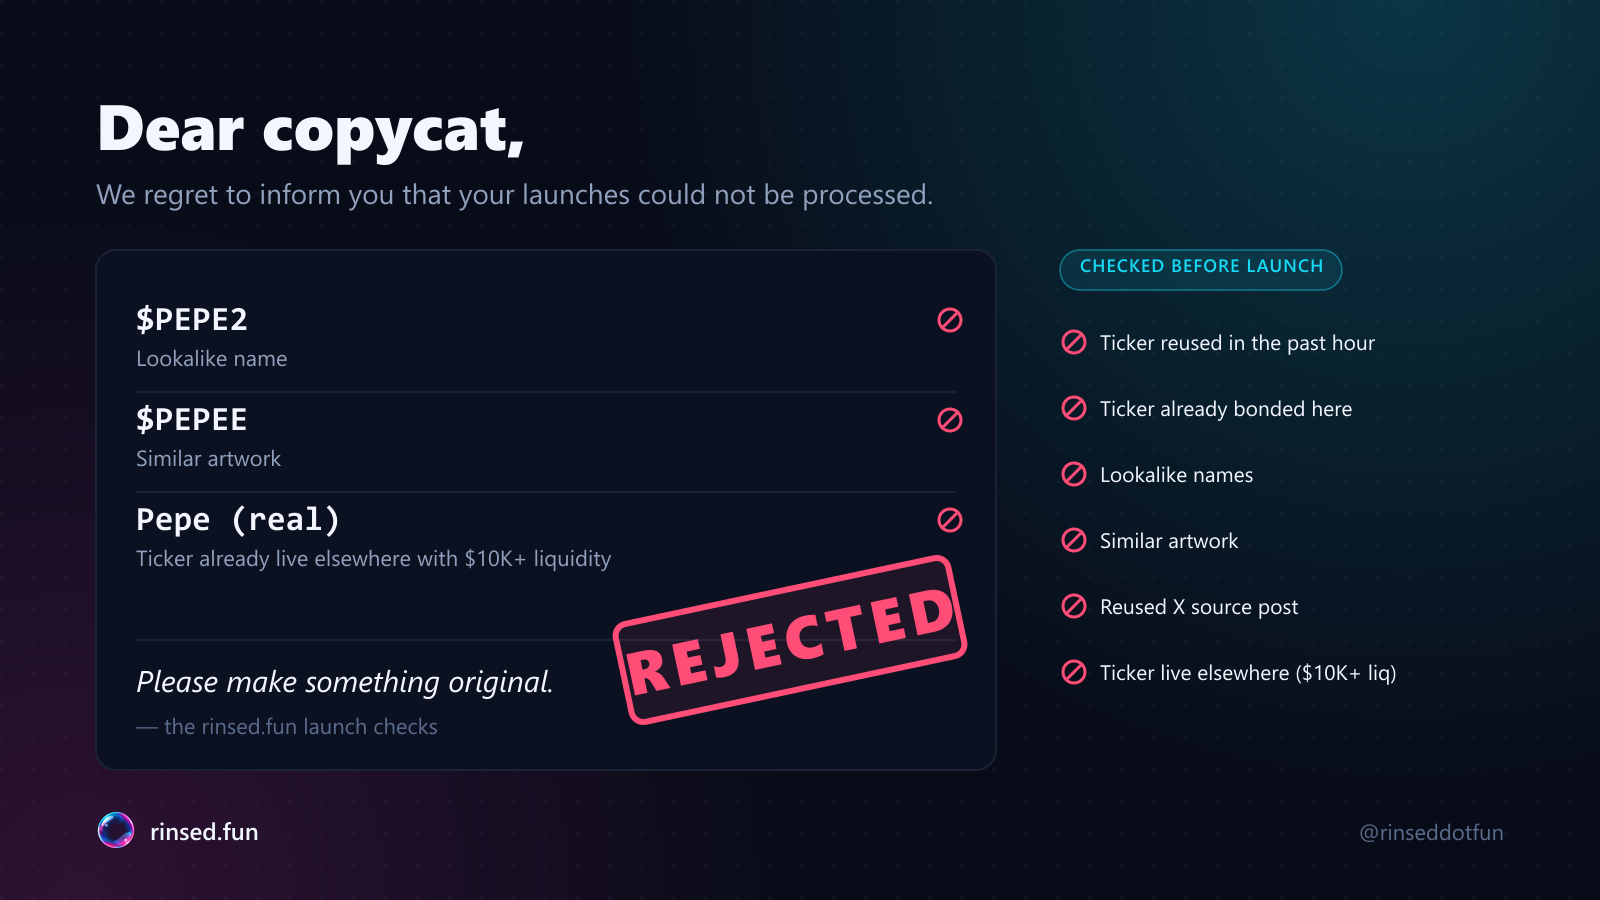 Dear copycat,
We regret to inform you that your launches could not be processed.
$PEPE2
Lookalike name
$PEPEE
Similar artwork
Pepe (real)
Ticker already live elsewhere with $10K+ liquidity
REJECTED
Please make something original.
— the rinsed.fun launch checks
CHECKED BEFORE LAUNCH
Ticker reused in the past hour
Ticker already bonded here
Lookalike names
Similar artwork
Reused X source post
Ticker live elsewhere ($10K+ liq)
rinsed.fun
@rinseddotfun